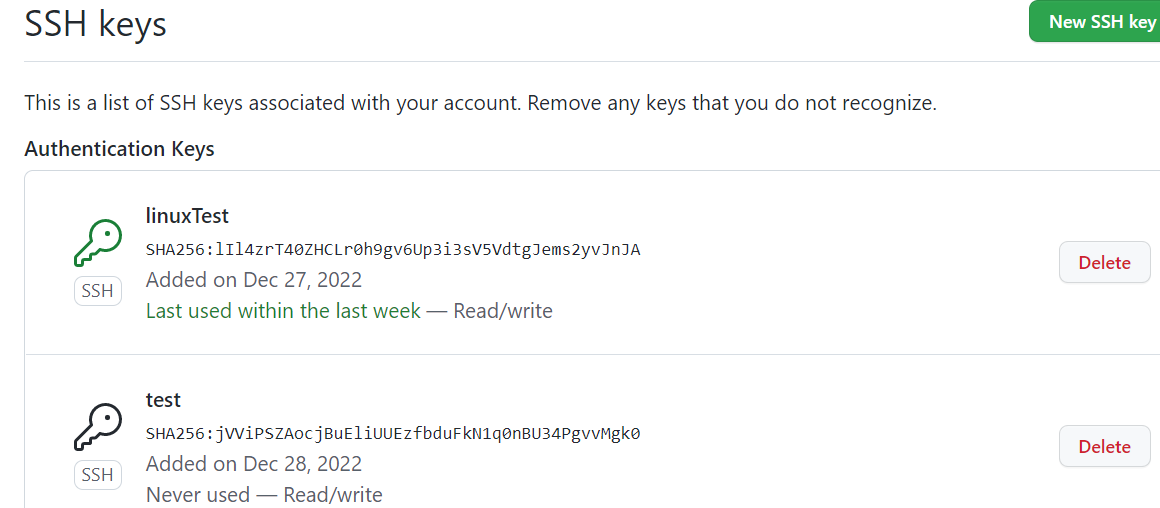 SSH keys
New SSH key
This is a list of SSH keys associated with your account. Remove any keys that you do not recognize.
Authentication Keys
linuxTest
SHA256:lIl4zrT40ZHCLr0h9gv6Up3i3sV5VdtgJems2yvJnJA
SSH
Added on Dec 27, 2022
Last used within the last week — Read/write
Delete
test
SHA256:jVViPSZAocjBuEliUUEzfbduFkN1q0nBU34PgvvMgk0
SSH
Added on Dec 28, 2022
Never used — Read/write
Delete